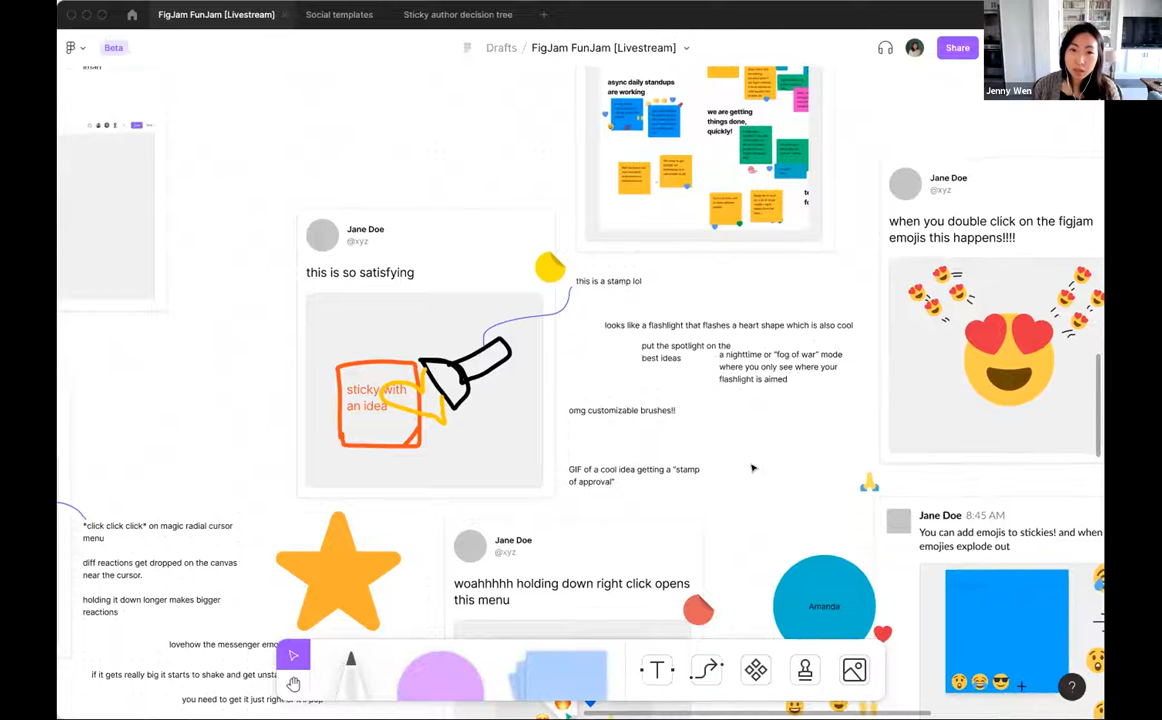 FigJam FunJam [Livestream]
Social templates
Sticky author decision tree
Beta
Drafts / FigJam FunJam [Livestream]
Share
Jenny Wen
async daily standups
are working
we are getting
things done,
quickly!
Jane Doe
@xyz
this is so satisfying
sticky with
an idea
this is a stamp lol
looks like a flashlight that flashes a heart shape which is also cool
put the spotlight on the
best ideas
a nighttime or "fog of war" mode
where you only see where your
flashlight is aimed
omg customizable brushes!!
GIF of a cool idea getting a "stamp
of approval"
Jane Doe
@xyz
when you double click on the figjam
emojis this happens!!!!
*click click click* on magic radial cursor
menu
diff reactions get dropped on the canvas
near the cursor.
holding it down longer makes bigger
reactions
lovehow the messenger emo
if it gets really big it starts to shake and get unsta
you need to get it just right
Jane Doe
@xyz
woahhhhh holding down right click opens
this menu
Amanda
Jane Doe 8:45 AM
You can add emojis to stickies! and when
emojies explode out
T
?